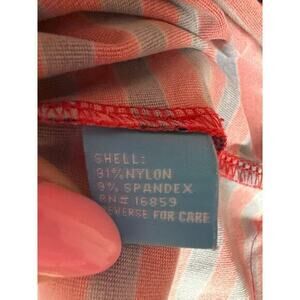 SHELL:
91% NYLON
9% SPANDEX
RN# 16859
REVERSE FOR CARE